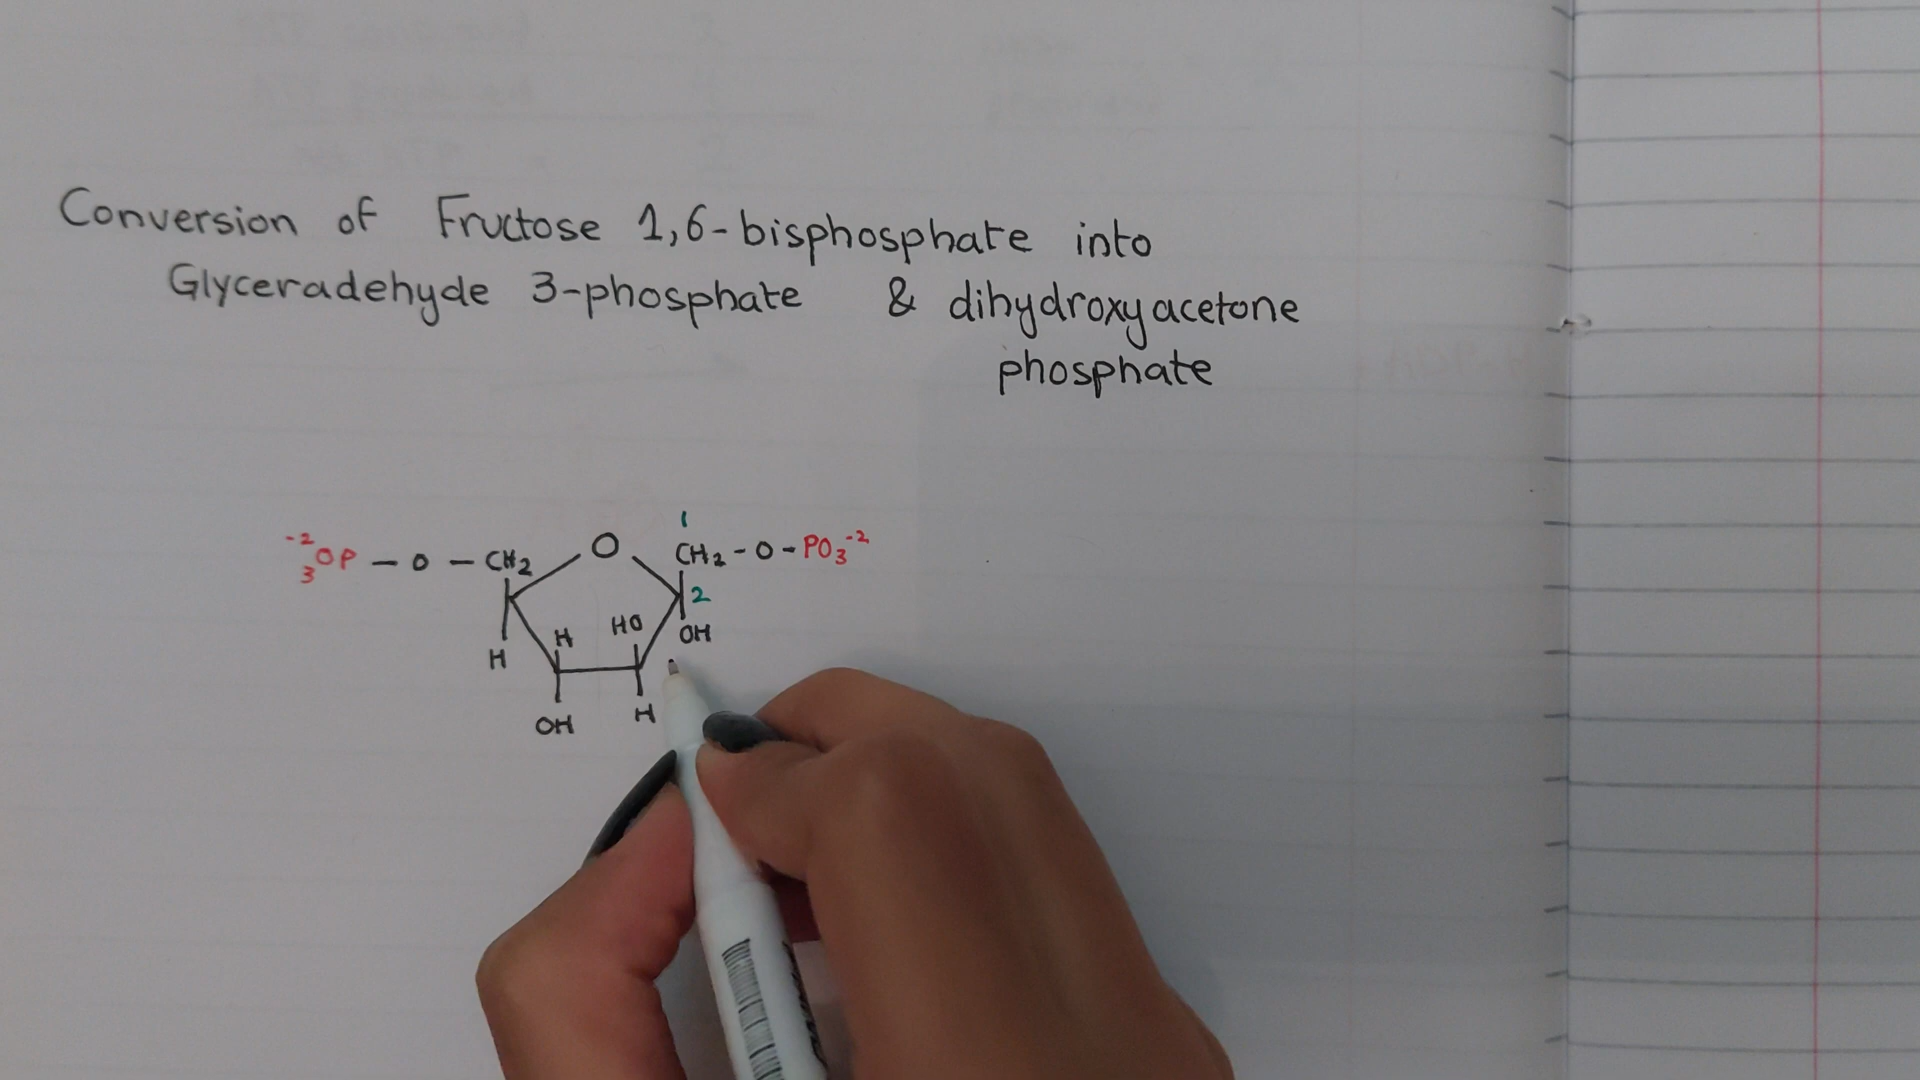 Conversion of Fructose 1,6-bisphosphate into
Glyceradehyde 3-phosphate & dihydroxyacetone
phosphate
1
-2 3OP - O - CH2 O CH2 - O - PO3 -2
2
H HO OH
H
OH H